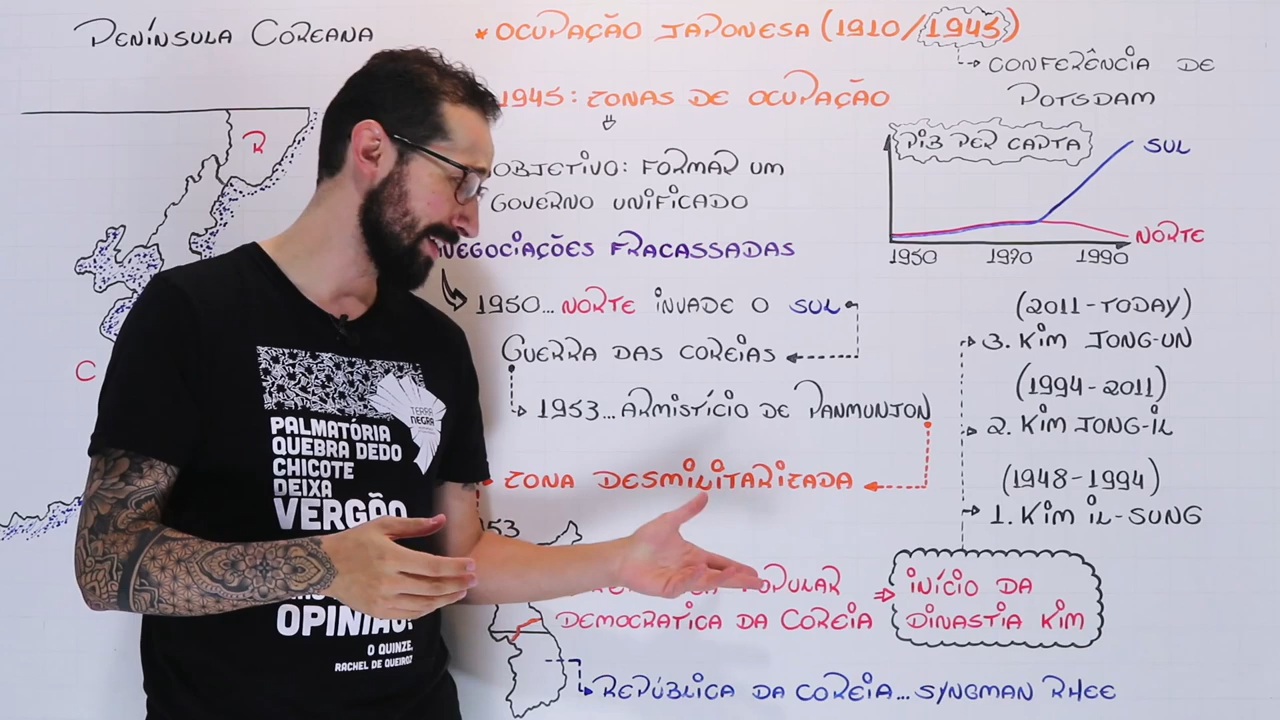 PENÍNSULA COREANA
* OCUPAÇÃO JAPONESA (1910/1945)
CONFERÊNCIA DE
POTSDAM
1945: ZONAS DE OCUPAÇÃO
OBJETIVO: FORMAR UM
GOVERNO UNIFICADO
NEGOCIAÇÕES FRACASSADAS
1950... NORTE INVADE O SUL
GUERRA DAS COREIAS
1953... ARMISTÍCIO DE PANMUNJON
ZONA DESMILITARIZADA
PIB PER CAPTA
SUL
NORTE
1950 1970 1990
(2011-TODAY)
3. KIM JONG-UN
(1994-2011)
2. KIM JONG-IL
(1948-1994)
1. KIM IL-SUNG
INÍCIO DA
DINASTIA KIM
POPULAR
DEMOCRATICA DA COREIA
REPÚBLICA DA COREIA... SYNGMAN RHEE
R
C
53
TERRA
NEGRA
PALMATÓRIA
QUEBRA DEDO
CHICOTE
DEIXA
VERGÃO
OPINIÃO.
O QUINZE,
RACHEL DE QUEIROZ